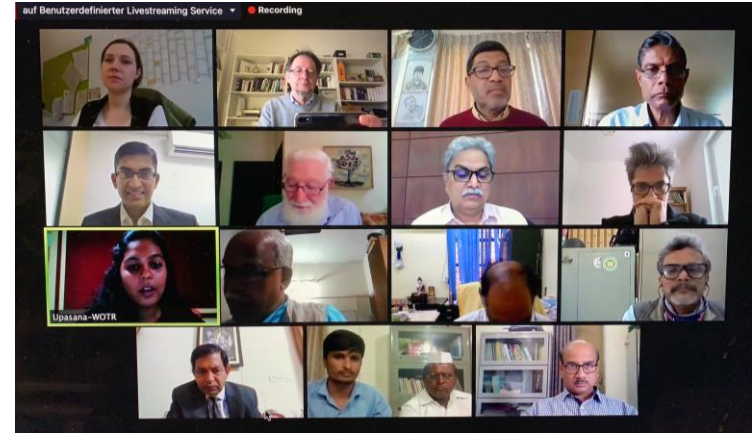 auf Benutzerdefinierter Livestreaming Service Recording
Upasana-WOTR